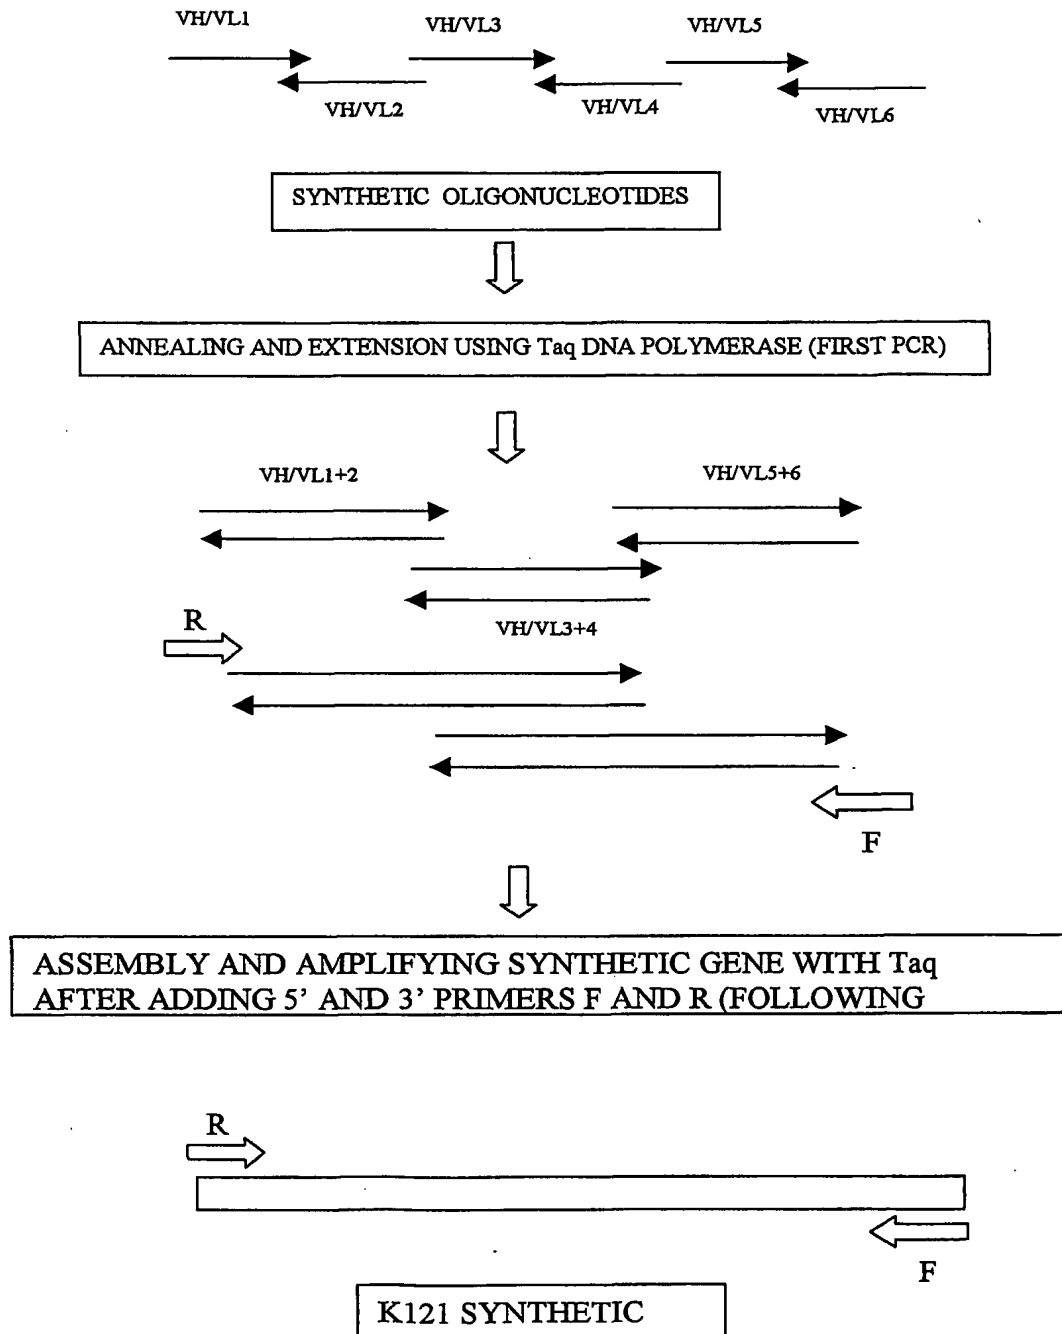 VH/VL1
VH/VL3
VH/VL5
VH/VL2
VH/VL4
VH/VL6
SYNTHETIC OLIGONUCLEOTIDES
ANNEALING AND EXTENSION USING Taq DNA POLYMERASE (FIRST PCR)
VH/VL1+2
VH/VL5+6
VH/VL3+4
R
F
ASSEMBLY AND AMPLIFYING SYNTHETIC GENE WITH Taq
AFTER ADDING 5' AND 3' PRIMERS F AND R (FOLLOWING
R
F
K121 SYNTHETIC